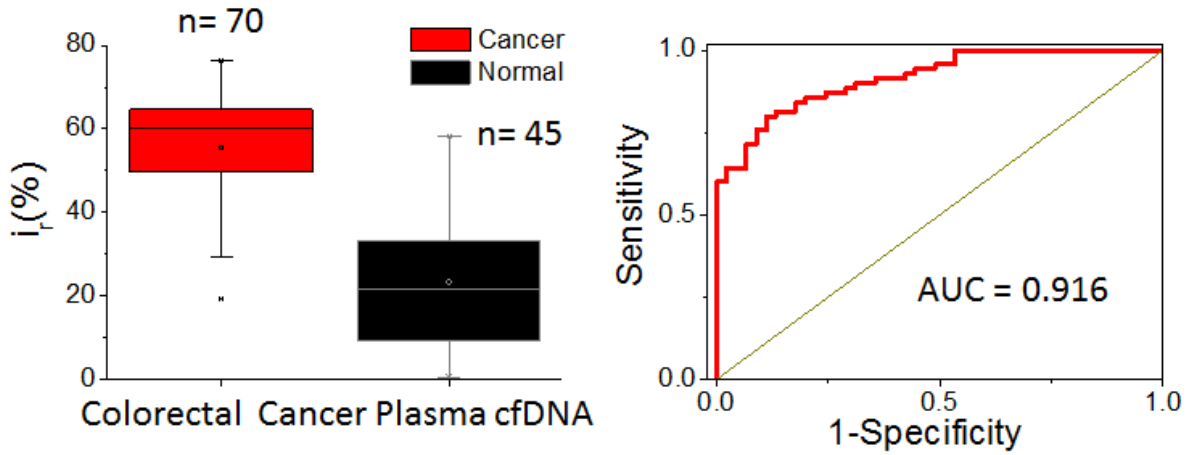 n= 70
Cancer
Normal
n= 45
80
60
40
20
0
i_r(%)
Colorectal Cancer Plasma cfDNA
1.0
0.5
0.0
Sensitivity
AUC = 0.916
0.0 0.5 1.0
1-Specificity